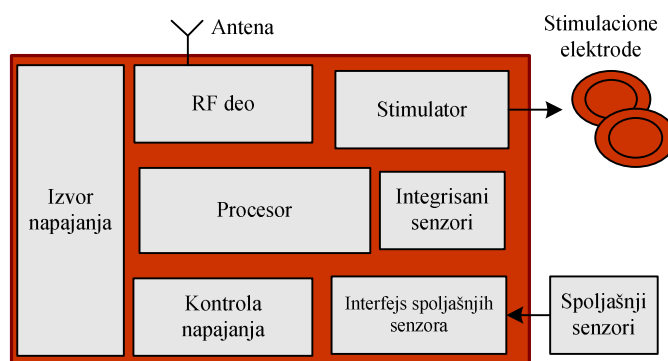 Antena
Stimulacione
elektrode
RF deo
Stimulator
Izvor
napajanja
Procesor
Integrisani
senzori
Kontrola
napajanja
Interfejs spoljašnjih
senzora
Spoljašnji
senzori